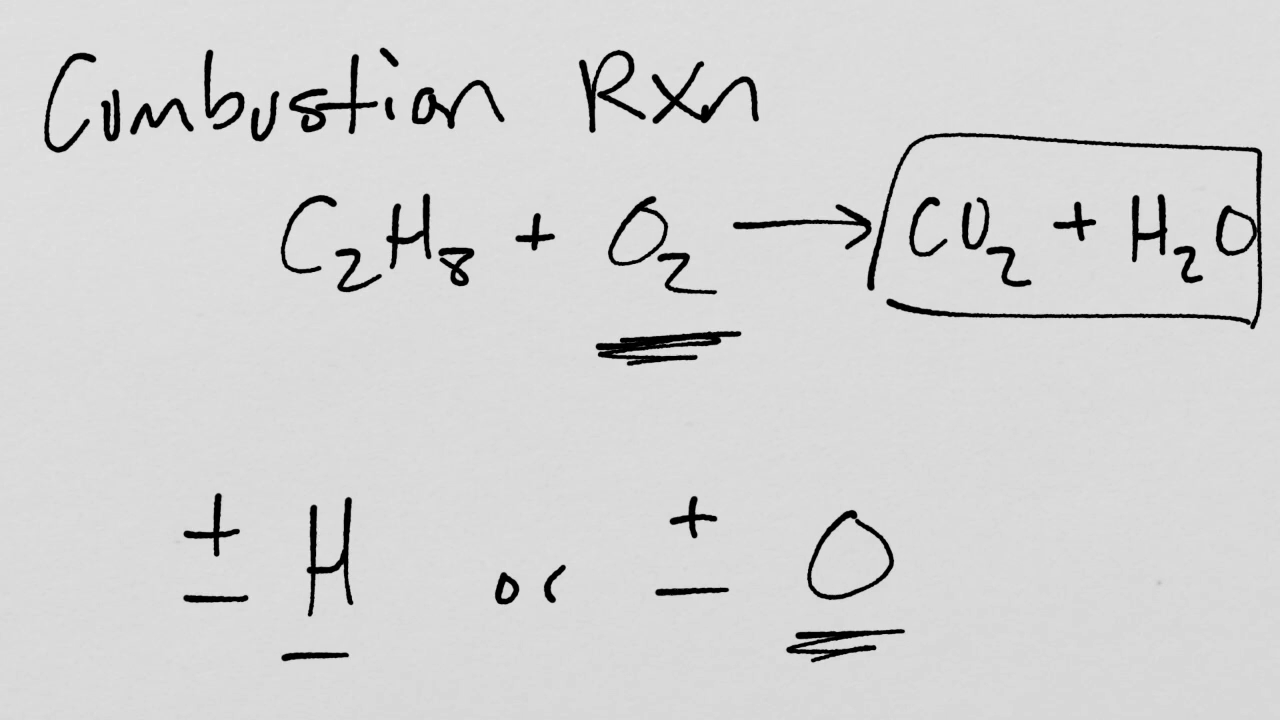 Combustion Rxn
C₂H₈ + O₂ → CO₂ + H₂O
± H or ± O